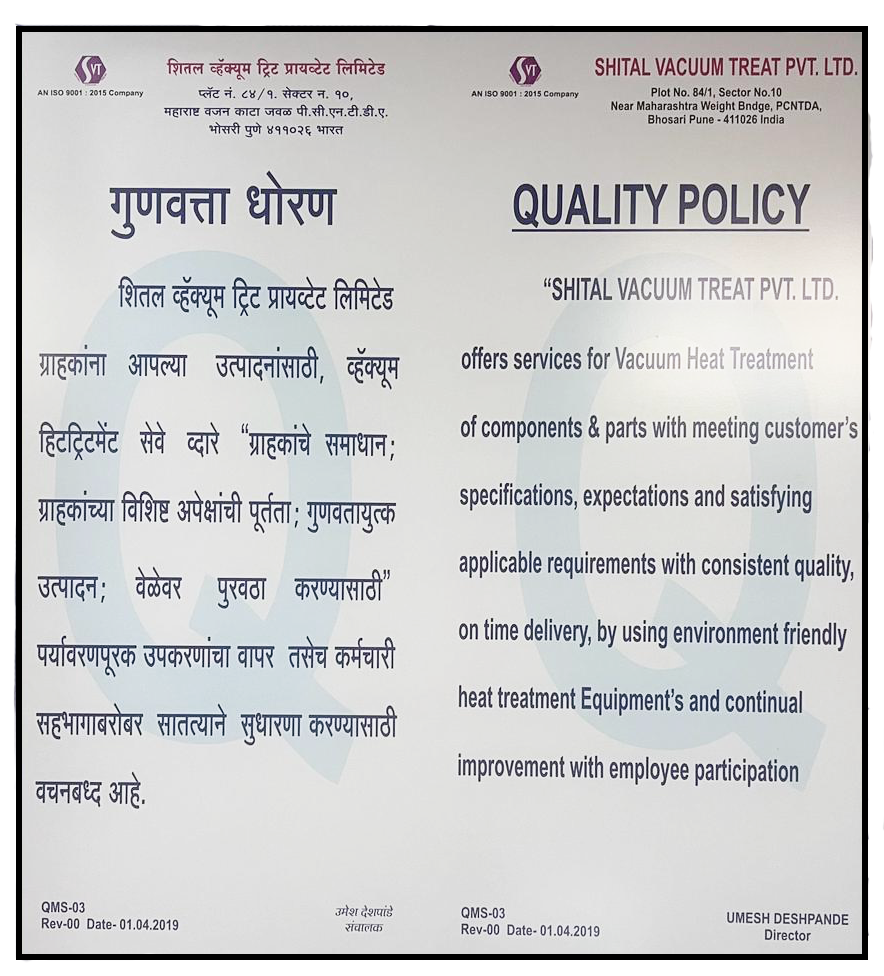 SVT
AN ISO 9001 : 2015 Company
शितल व्हॅक्यूम ट्रिट प्रायव्टेट लिमिटेड
प्लॅट नं. ८४/१. सेक्टर न. १०,
महाराष्ट वजन काटा जवळ पी.सी.एन.टी.डी.ए.
भोसरी पुणे ४११०२६ भारत
गुणवत्ता धोरण
शितल व्हॅक्यूम ट्रिट प्रायव्टेट लिमिटेड
ग्राहकांना आपल्या उत्पादनांसाठी, व्हॅक्यूम
हिटट्रिटमेंट सेवे व्दारे “ग्राहकांचे समाधान;
ग्राहकांच्या विशिष्ट अपेक्षांची पूर्तता; गुणवतायुत्क
उत्पादन; वेळेवर पुरवठा करण्यासाठी”
पर्यावरणपूरक उपकरणांचा वापर तसेच कर्मचारी
सहभागाबरोबर सातत्याने सुधारणा करण्यासाठी
वचनबध्द आहे.
QMS-03
Rev-00 Date- 01.04.2019
उमेश देशपांडे
संचालक
SVT
AN ISO 9001 : 2015 Company
SHITAL VACUUM TREAT PVT. LTD.
Plot No. 84/1, Sector No.10
Near Maharashtra Weight Bndge, PCNTDA,
Bhosari Pune - 411026 India
QUALITY POLICY
“SHITAL VACUUM TREAT PVT. LTD.
offers services for Vacuum Heat Treatment
of components & parts with meeting customer’s
specifications, expectations and satisfying
applicable requirements with consistent quality,
on time delivery, by using environment friendly
heat treatment Equipment’s and continual
improvement with employee participation
QMS-03
Rev-00 Date- 01.04.2019
UMESH DESHPANDE
Director